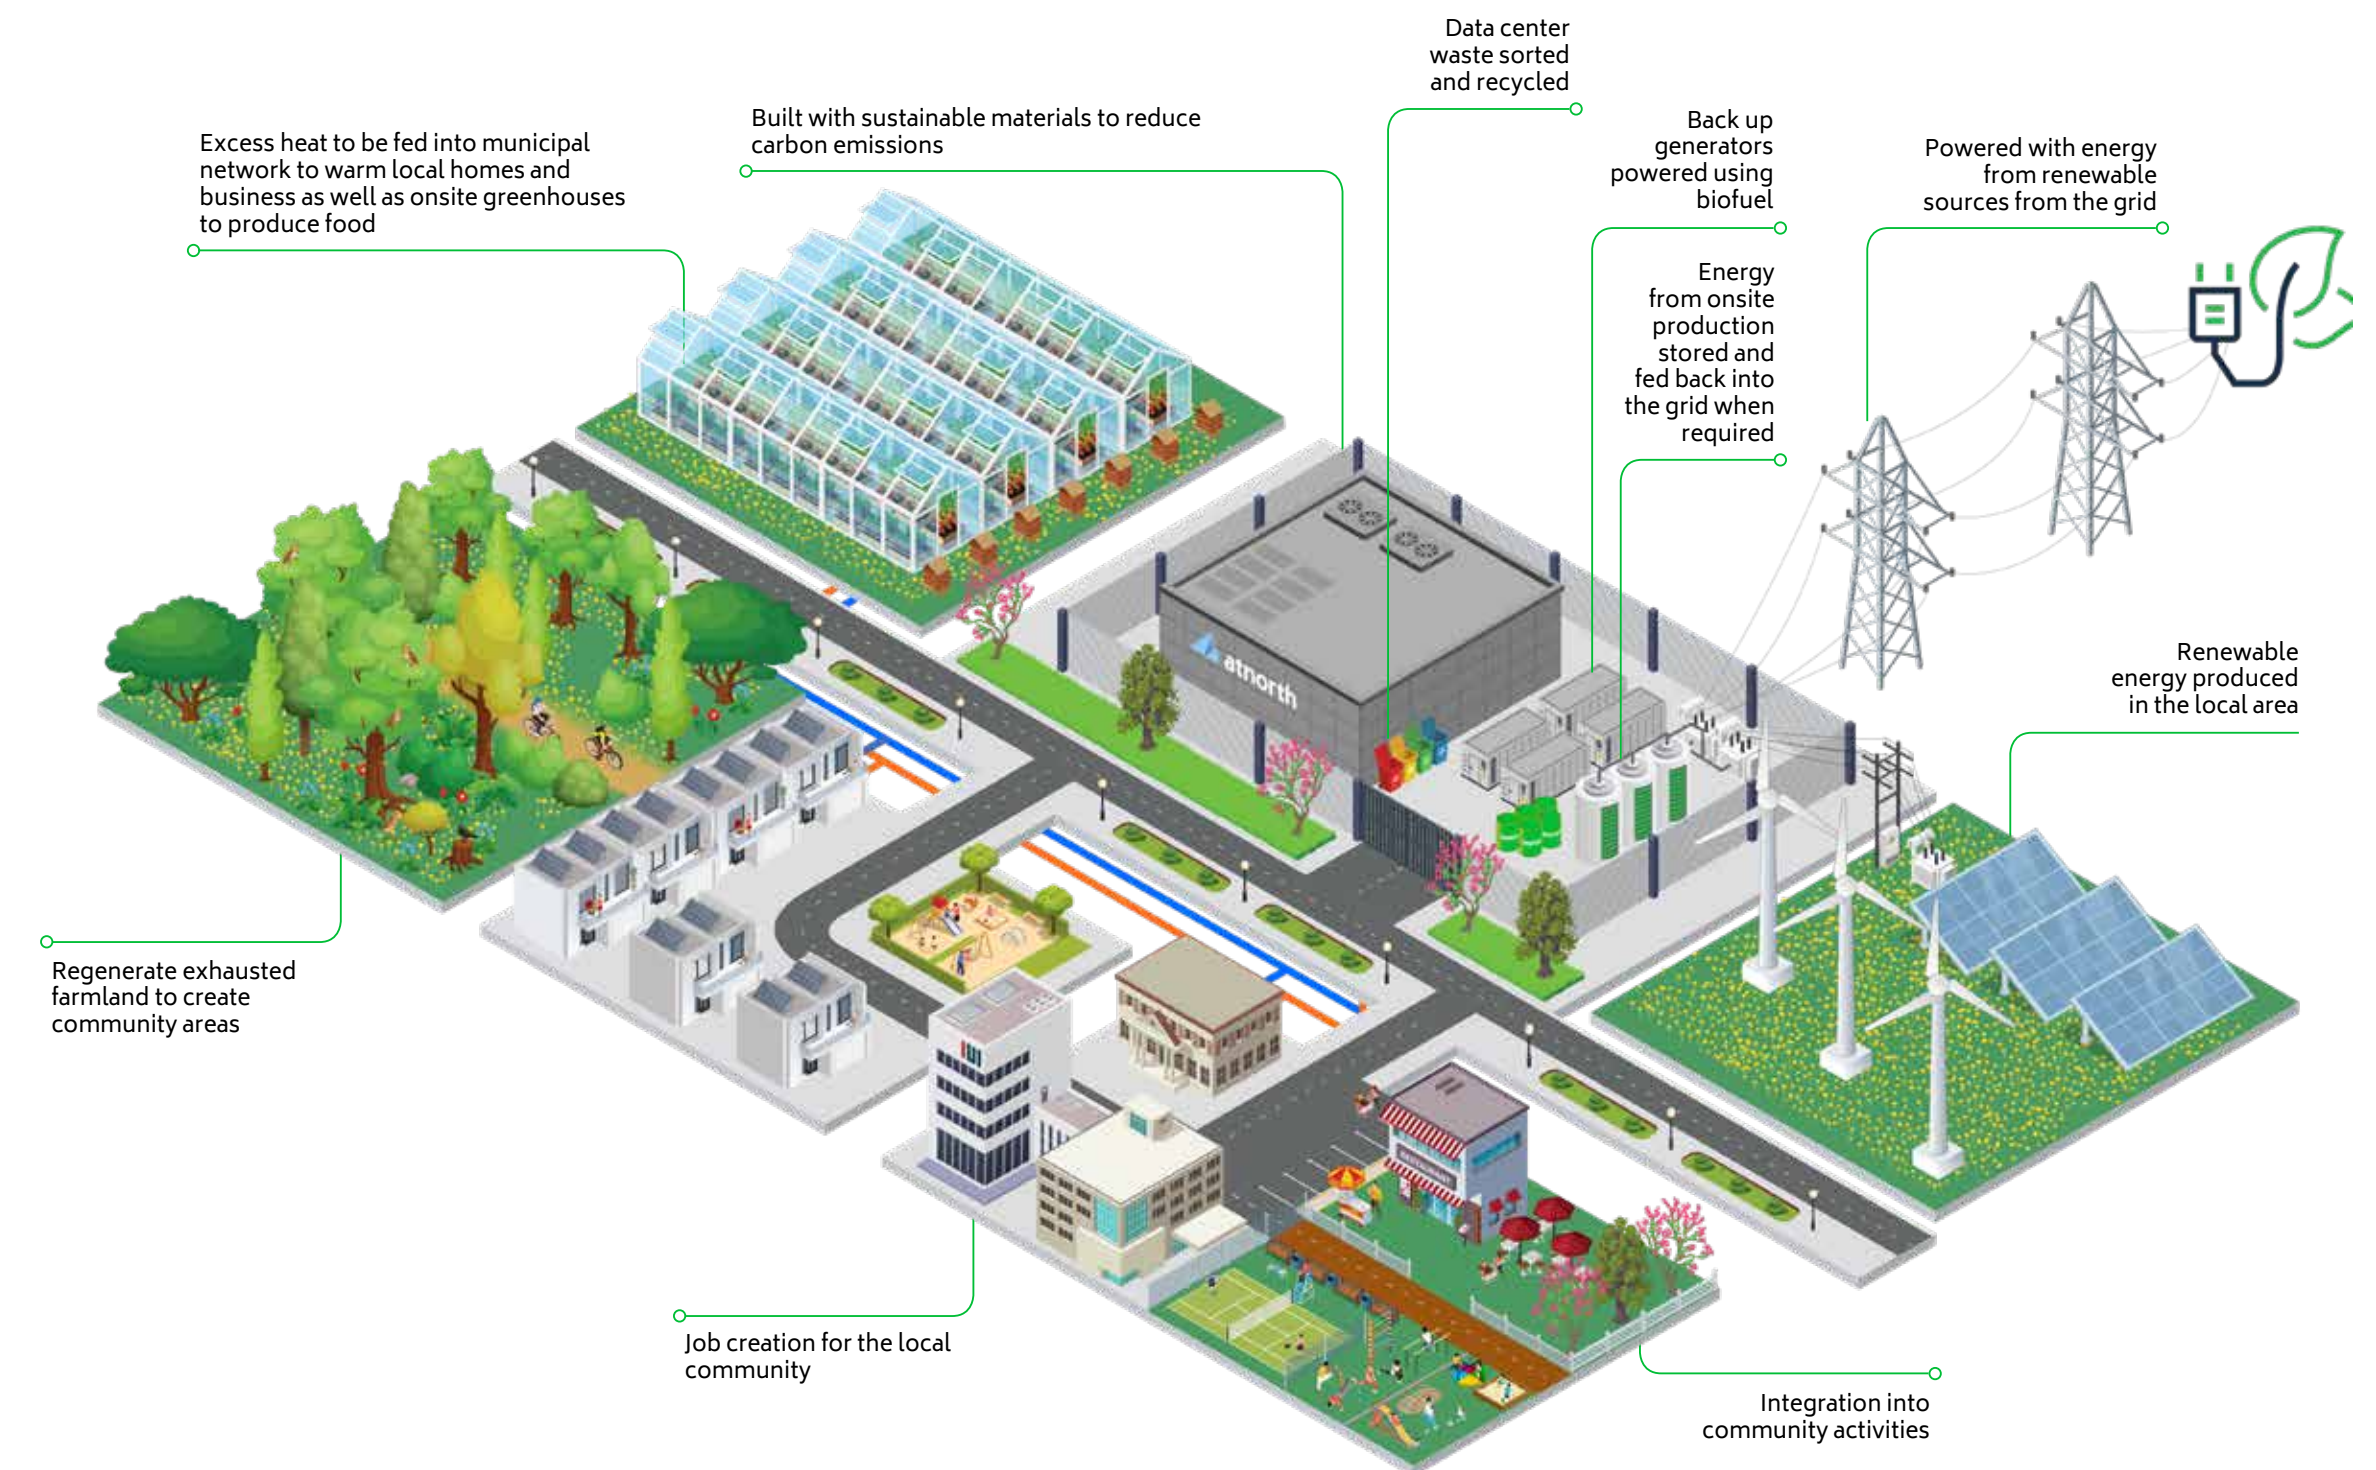 Data center
waste sorted
and recycled
Built with sustainable materials to reduce
carbon emissions
Back up
generators
powered using
biofuel
Excess heat to be fed into municipal
network to warm local homes and
business as well as onsite greenhouses
to produce food
Powered with energy
from renewable
sources from the grid
Energy
from onsite
production
stored and
fed back into
the grid when
required
atnorth
Renewable
energy produced
in the local area
Regenerate exhausted
farmland to create
community areas
RESTAURANT
Job creation for the local
community
Integration into
community activities